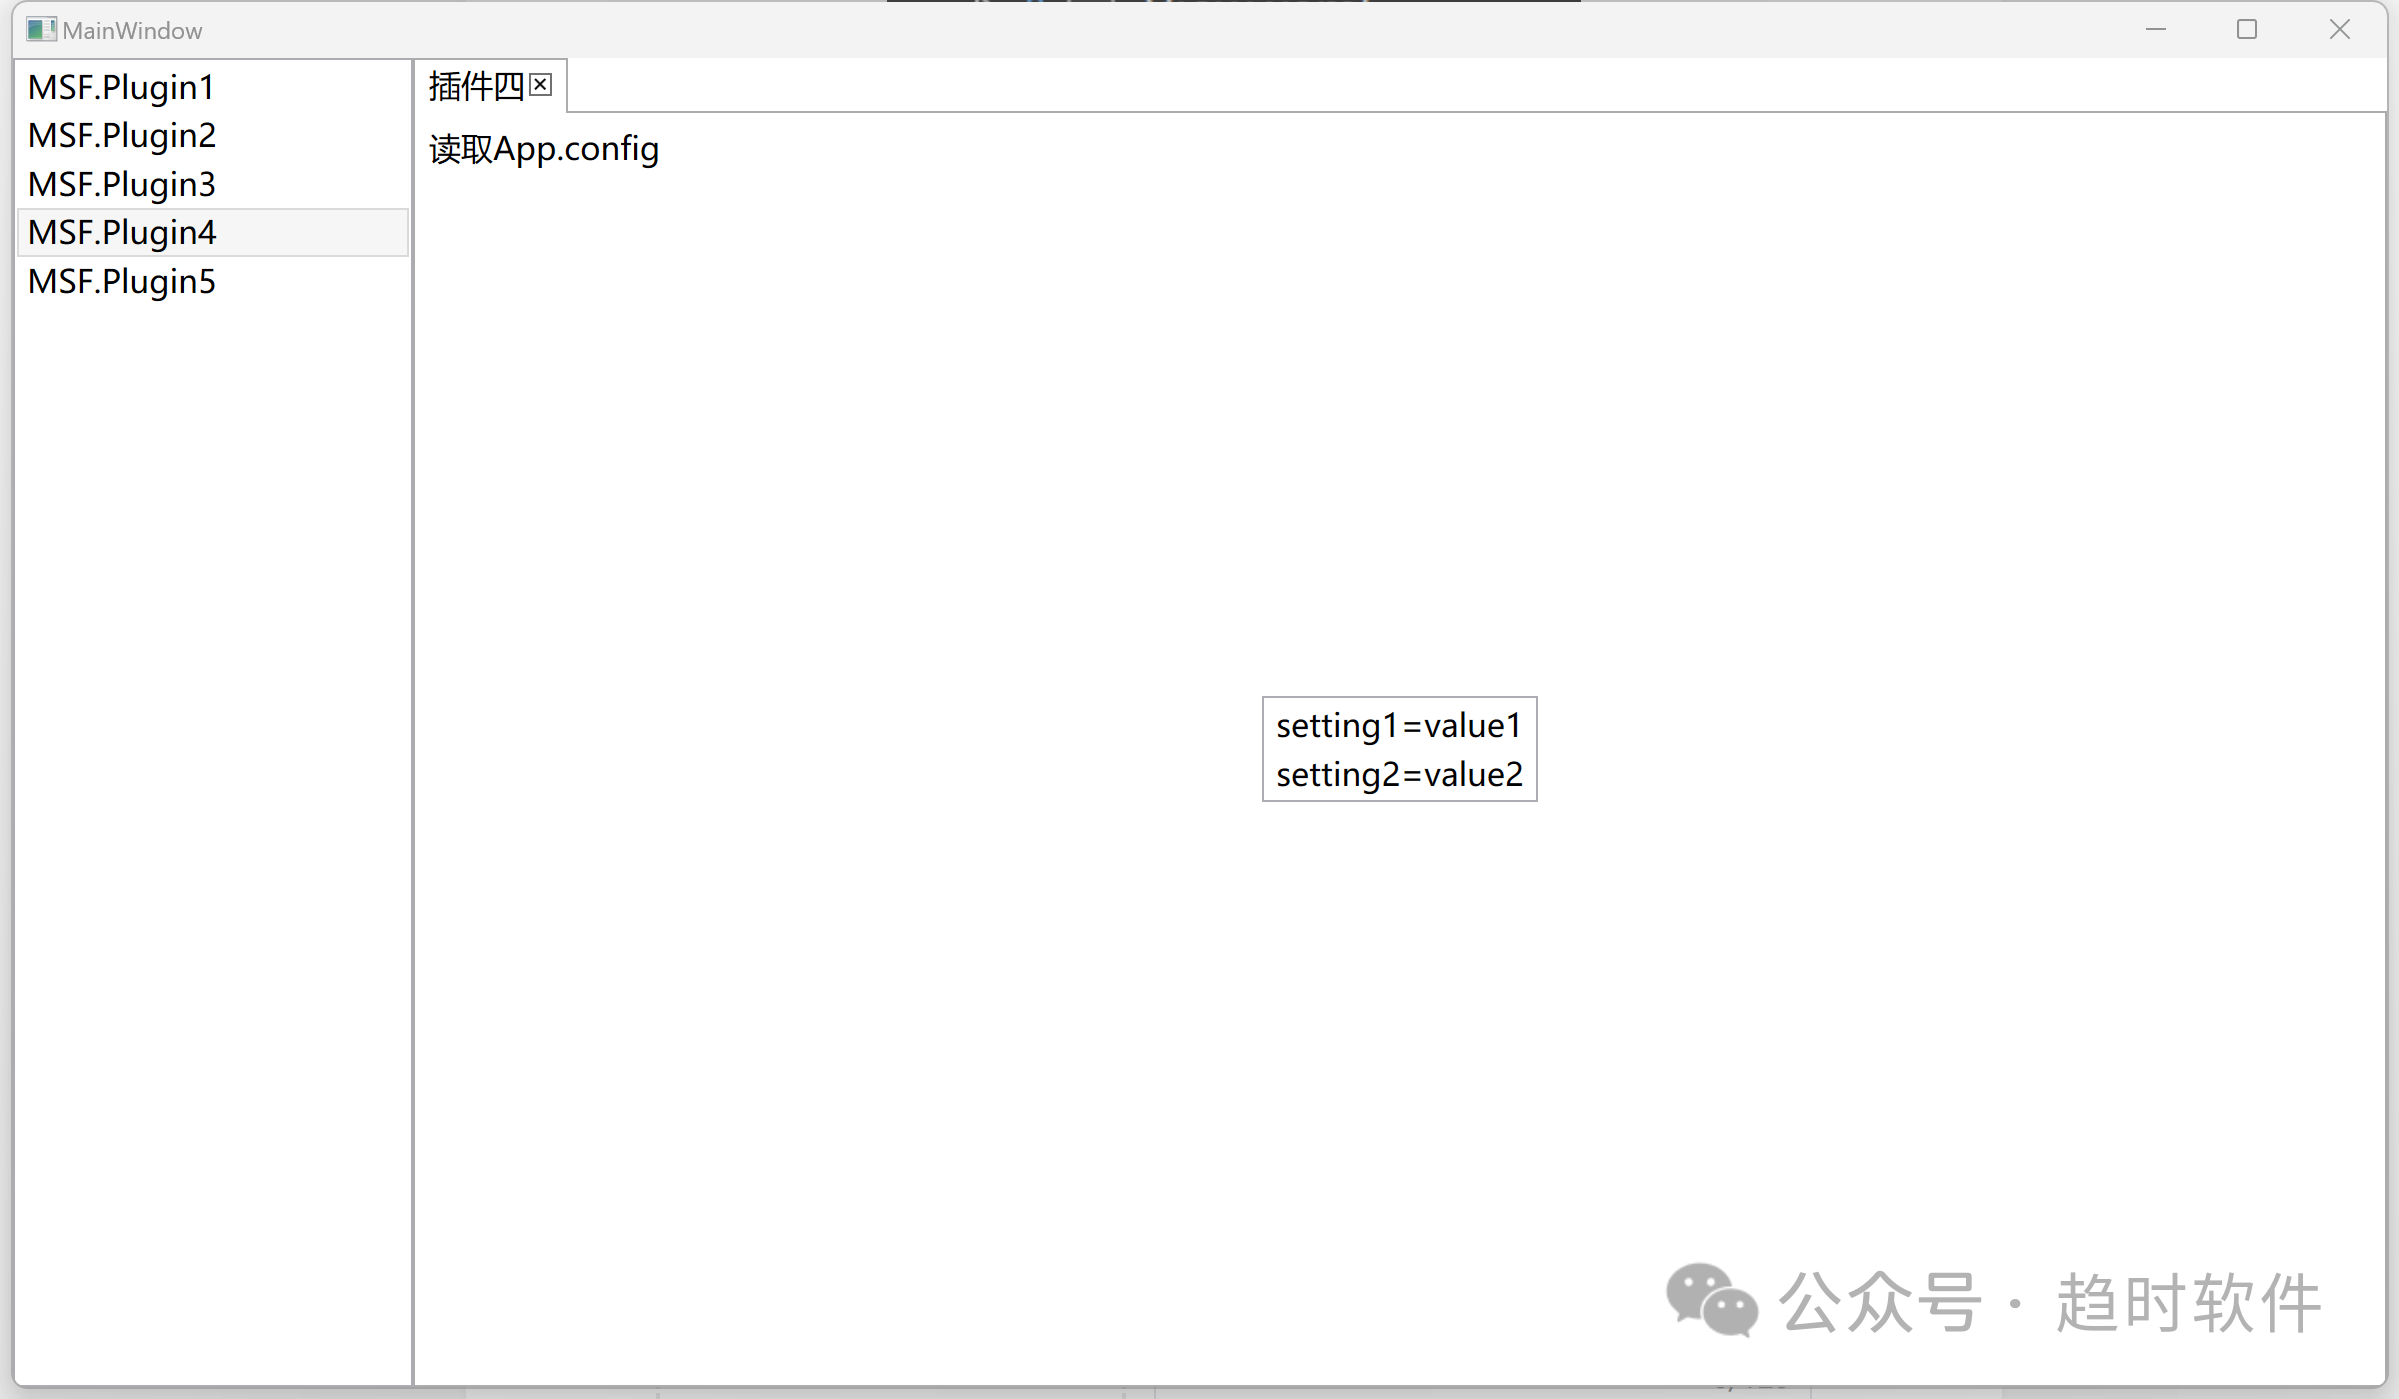 MainWindow
MSF.Plugin1
MSF.Plugin2
MSF.Plugin3
MSF.Plugin4
MSF.Plugin5
插件四
读取App.config
setting1=value1
setting2=value2
公众号 · 趋时软件